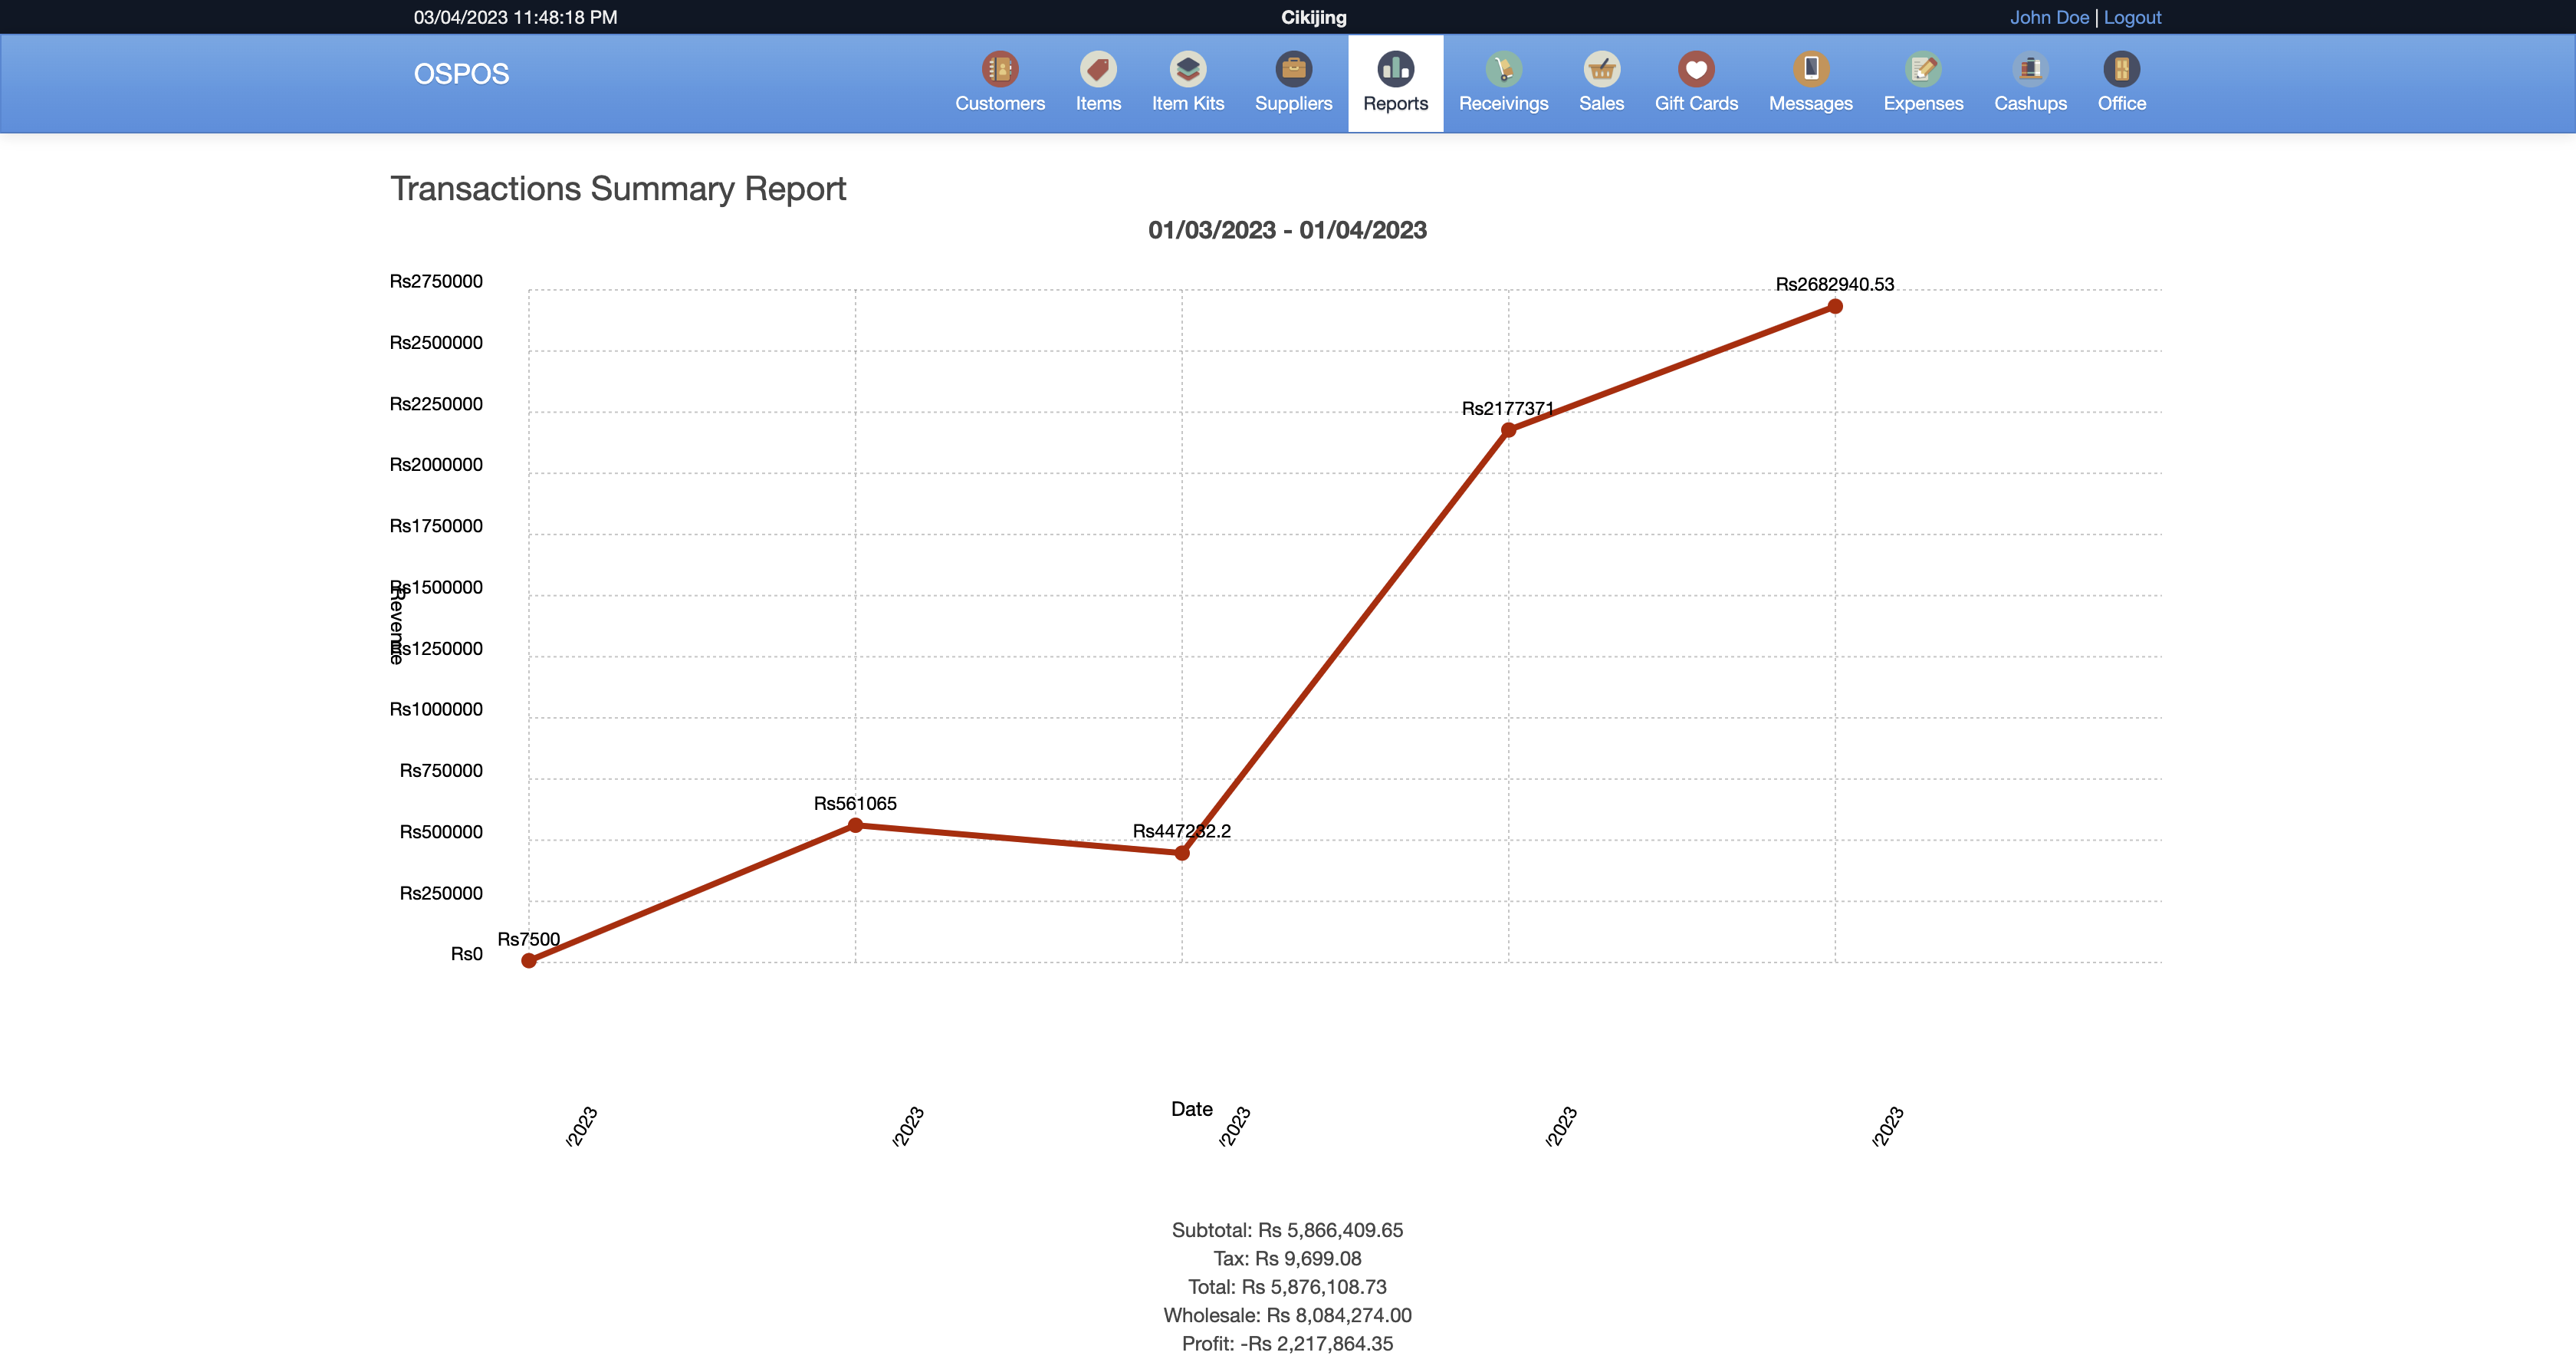 03/04/2023 11:48:18 PM
Cikijing
John Doe | Logout
OSPOS
Customers
Items
Item Kits
Suppliers
Reports
Receivings
Sales
Gift Cards
Messages
Expenses
Cashups
Office
Transactions Summary Report
01/03/2023 - 01/04/2023
Rs2750000
Rs2500000
Rs2250000
Rs2000000
Rs1750000
Rs1500000
Rs1250000
Rs1000000
Rs750000
Rs500000
Rs250000
Rs0
Revenue
Rs7500
Rs561065
Rs447232.2
Rs2177371
Rs2682940.53
Date
/2023
/2023
/2023
/2023
/2023
Subtotal: Rs 5,866,409.65
Tax: Rs 9,699.08
Total: Rs 5,876,108.73
Wholesale: Rs 8,084,274.00
Profit: -Rs 2,217,864.35